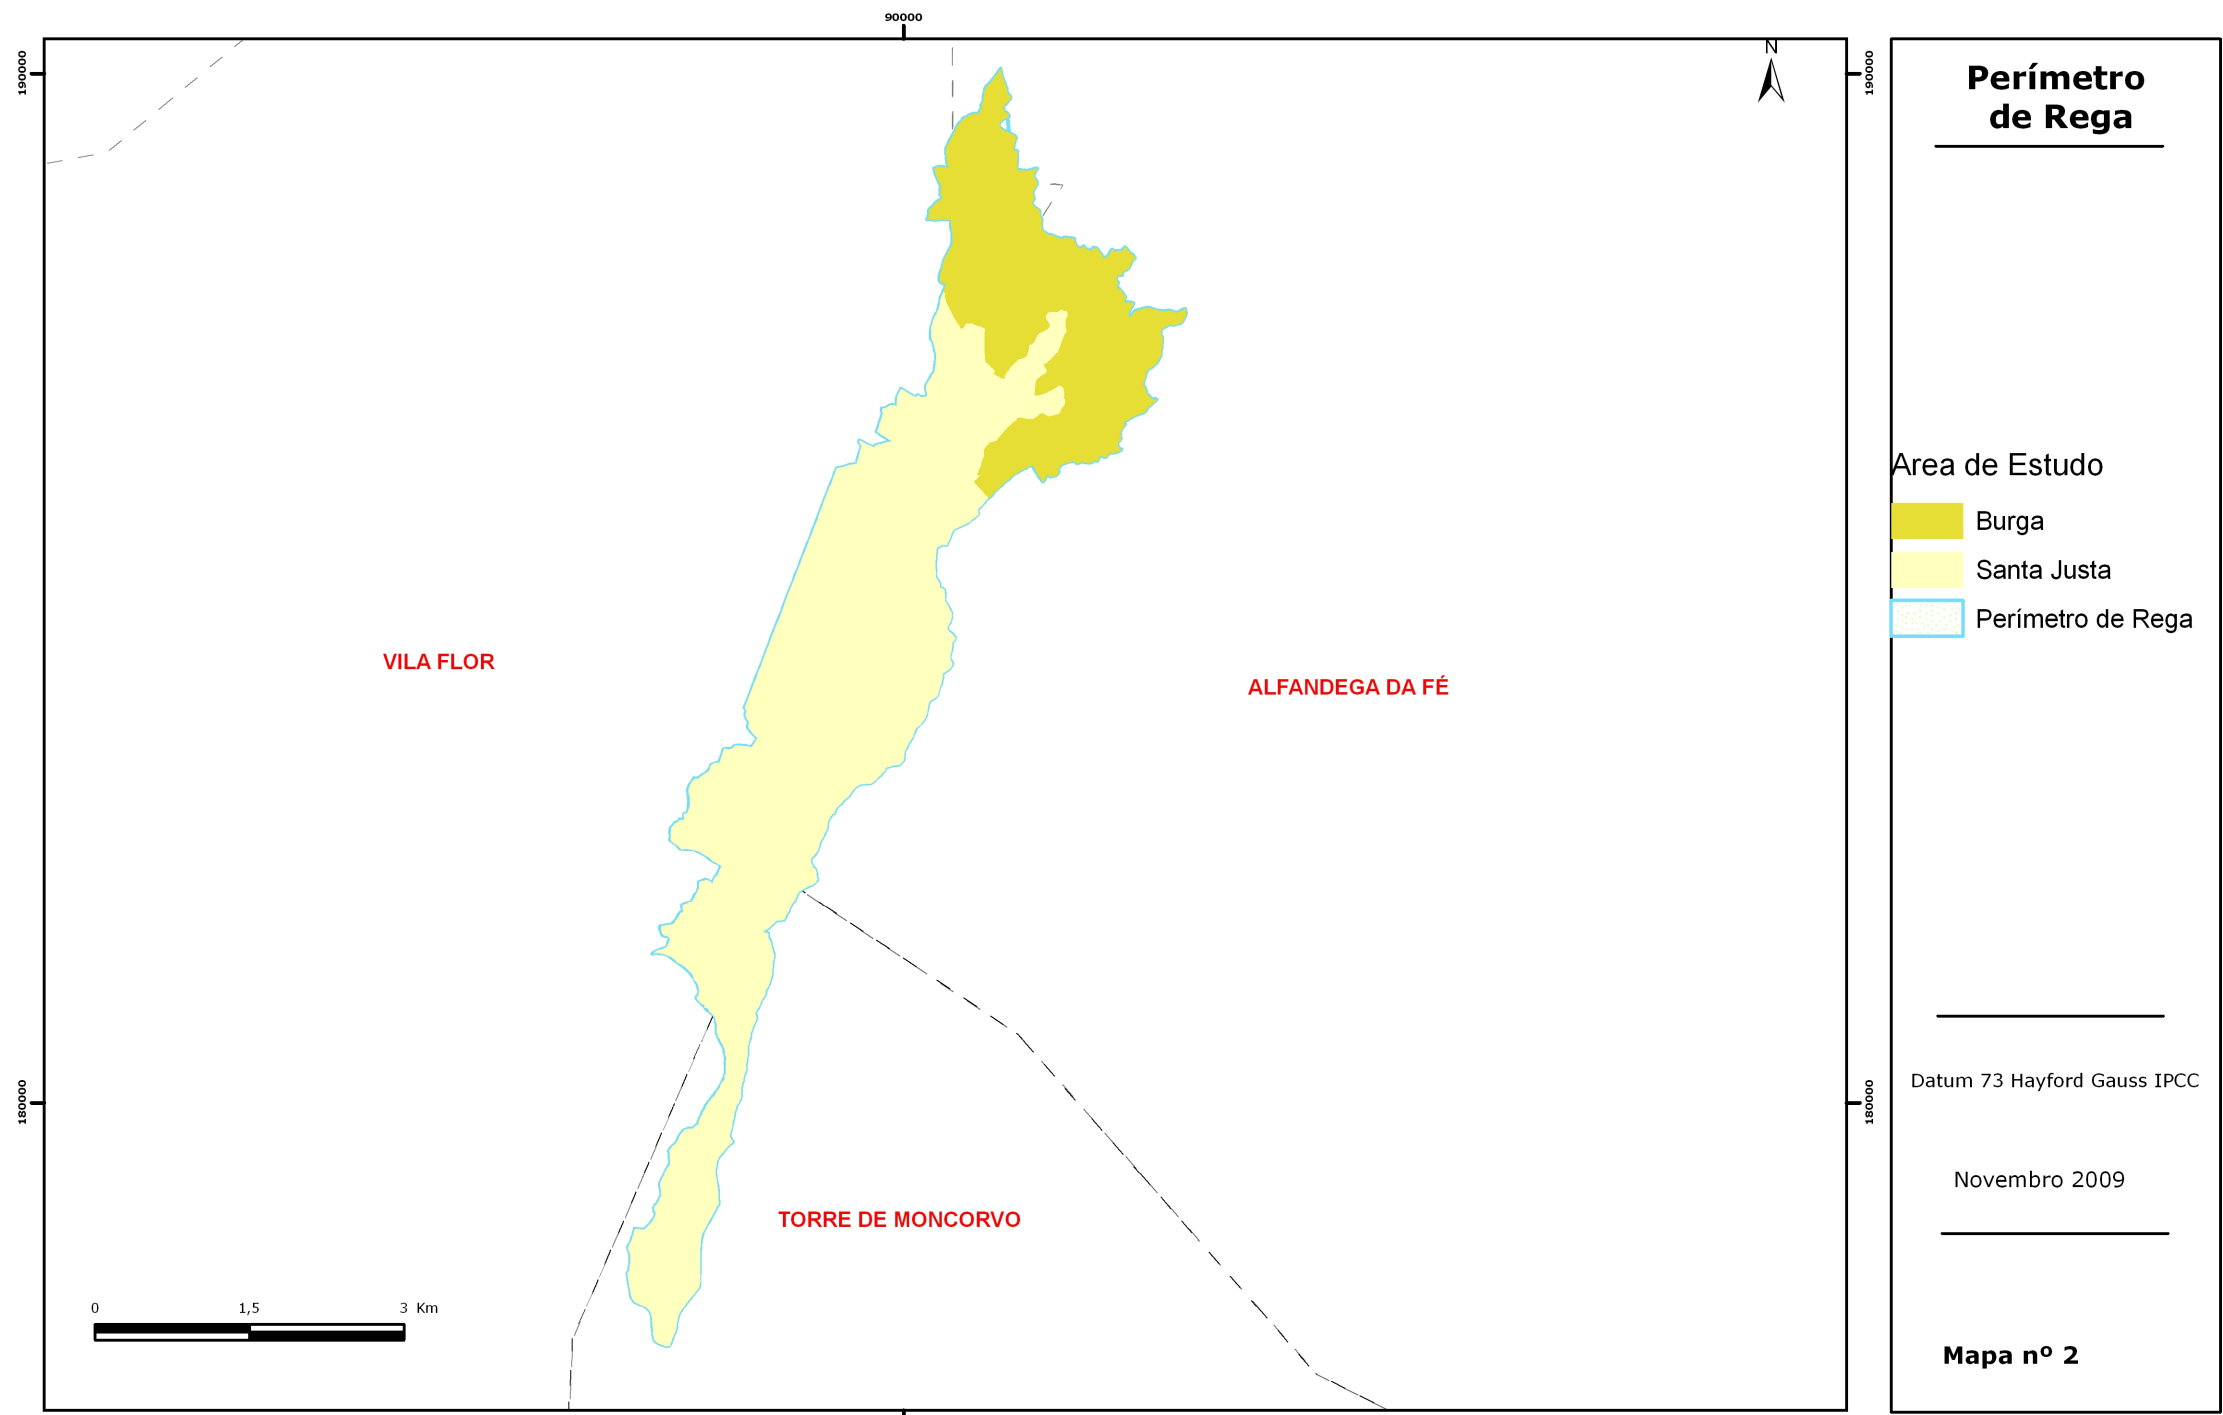 90000
190000
190000
N
VILA FLOR
ALFANDEGA DA FÉ
180000
180000
TORRE DE MONCORVO
0 1,5 3 Km
Perímetro
de Rega
Area de Estudo
Burga
Santa Justa
Perímetro de Rega
Datum 73 Hayford Gauss IPCC
Novembro 2009
Mapa nº 2